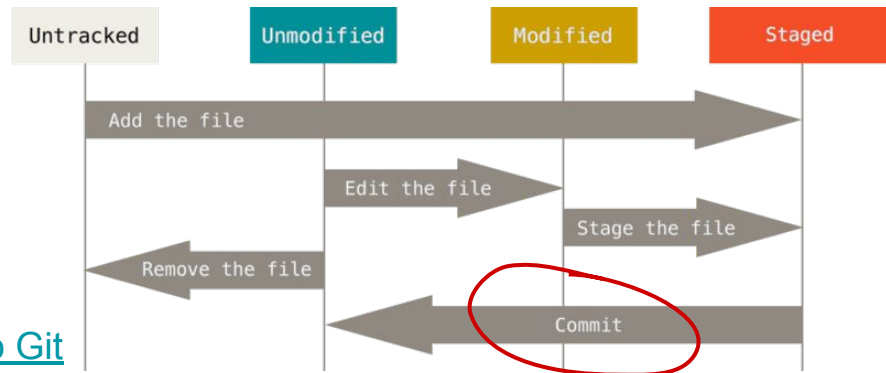 Untracked
Unmodified
Modified
Staged
Add the file
Edit the file
Stage the file
Remove the file
Commit
Git